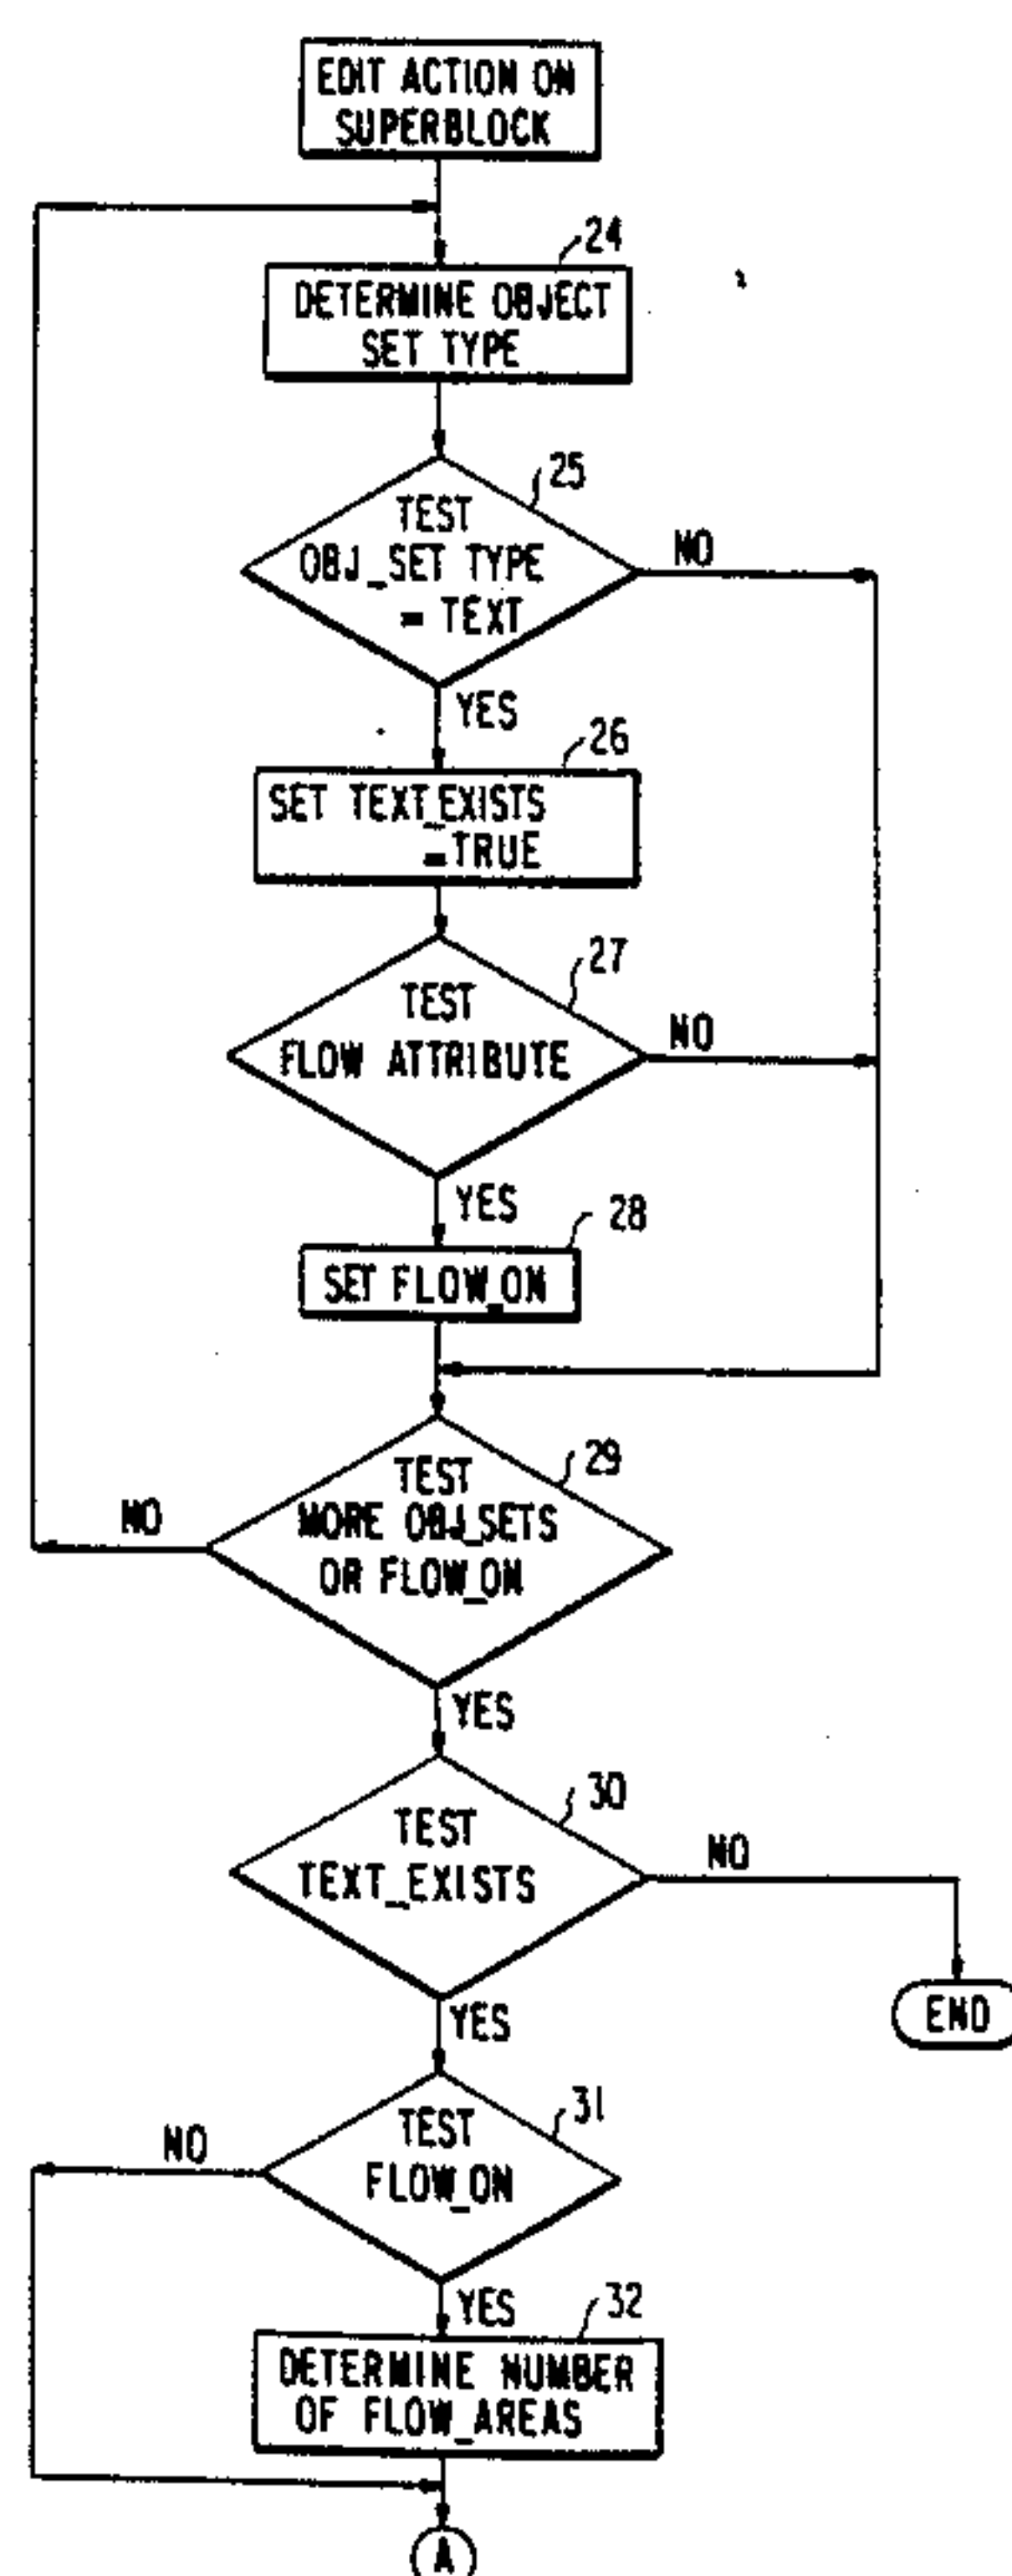 EDIT ACTION ON
SUPERBLOCK
24
DETERMINE OBJECT
SET TYPE
25
TEST
OBJ_SET TYPE
= TEXT
NO
YES
26
SET TEXT_EXISTS
=TRUE
27
TEST
FLOW ATTRIBUTE
NO
YES
28
SET FLOW_ON
29
TEST
MORE OBJ_SETS
OR FLOW_ON
NO
YES
30
TEST
TEXT_EXISTS
NO
END
YES
31
TEST
FLOW_ON
NO
YES
32
DETERMINE NUMBER
OF FLOW_AREAS
A